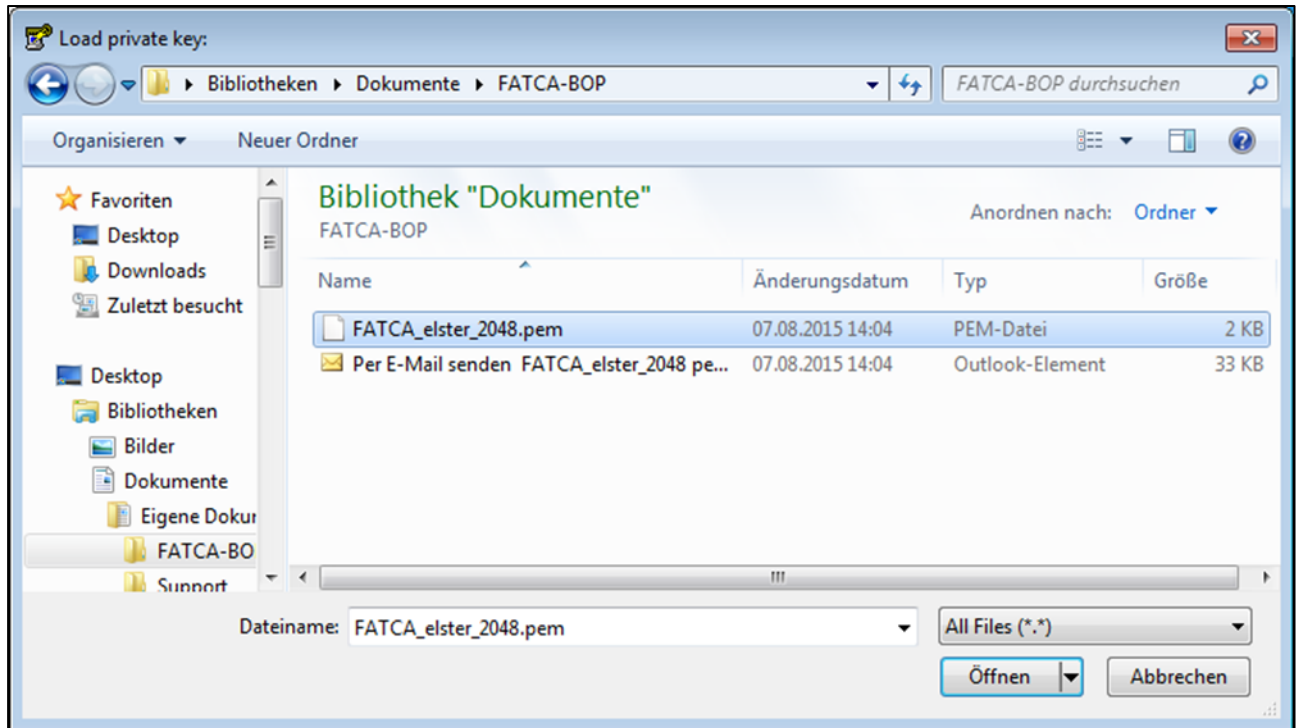 Load private key:
Bibliotheken Dokumente FATCA-BOP
FATCA-BOP durchsuchen
Organisieren Neuer Ordner
Favoriten
Desktop
Downloads
Zuletzt besucht
Desktop
Bibliotheken
Bilder
Dokumente
Eigene Dokur
FATCA-BO
Support
Bibliothek "Dokumente"
FATCA-BOP
Anordnen nach: Ordner
Name Änderungsdatum Typ Größe
FATCA_elster_2048.pem 07.08.2015 14:04 PEM-Datei 2 KB
Per E-Mail senden FATCA_elster_2048 pe... 07.08.2015 14:04 Outlook-Element 33 KB
Dateiname: FATCA_elster_2048.pem
All Files (*.*)
Öffnen Abbrechen